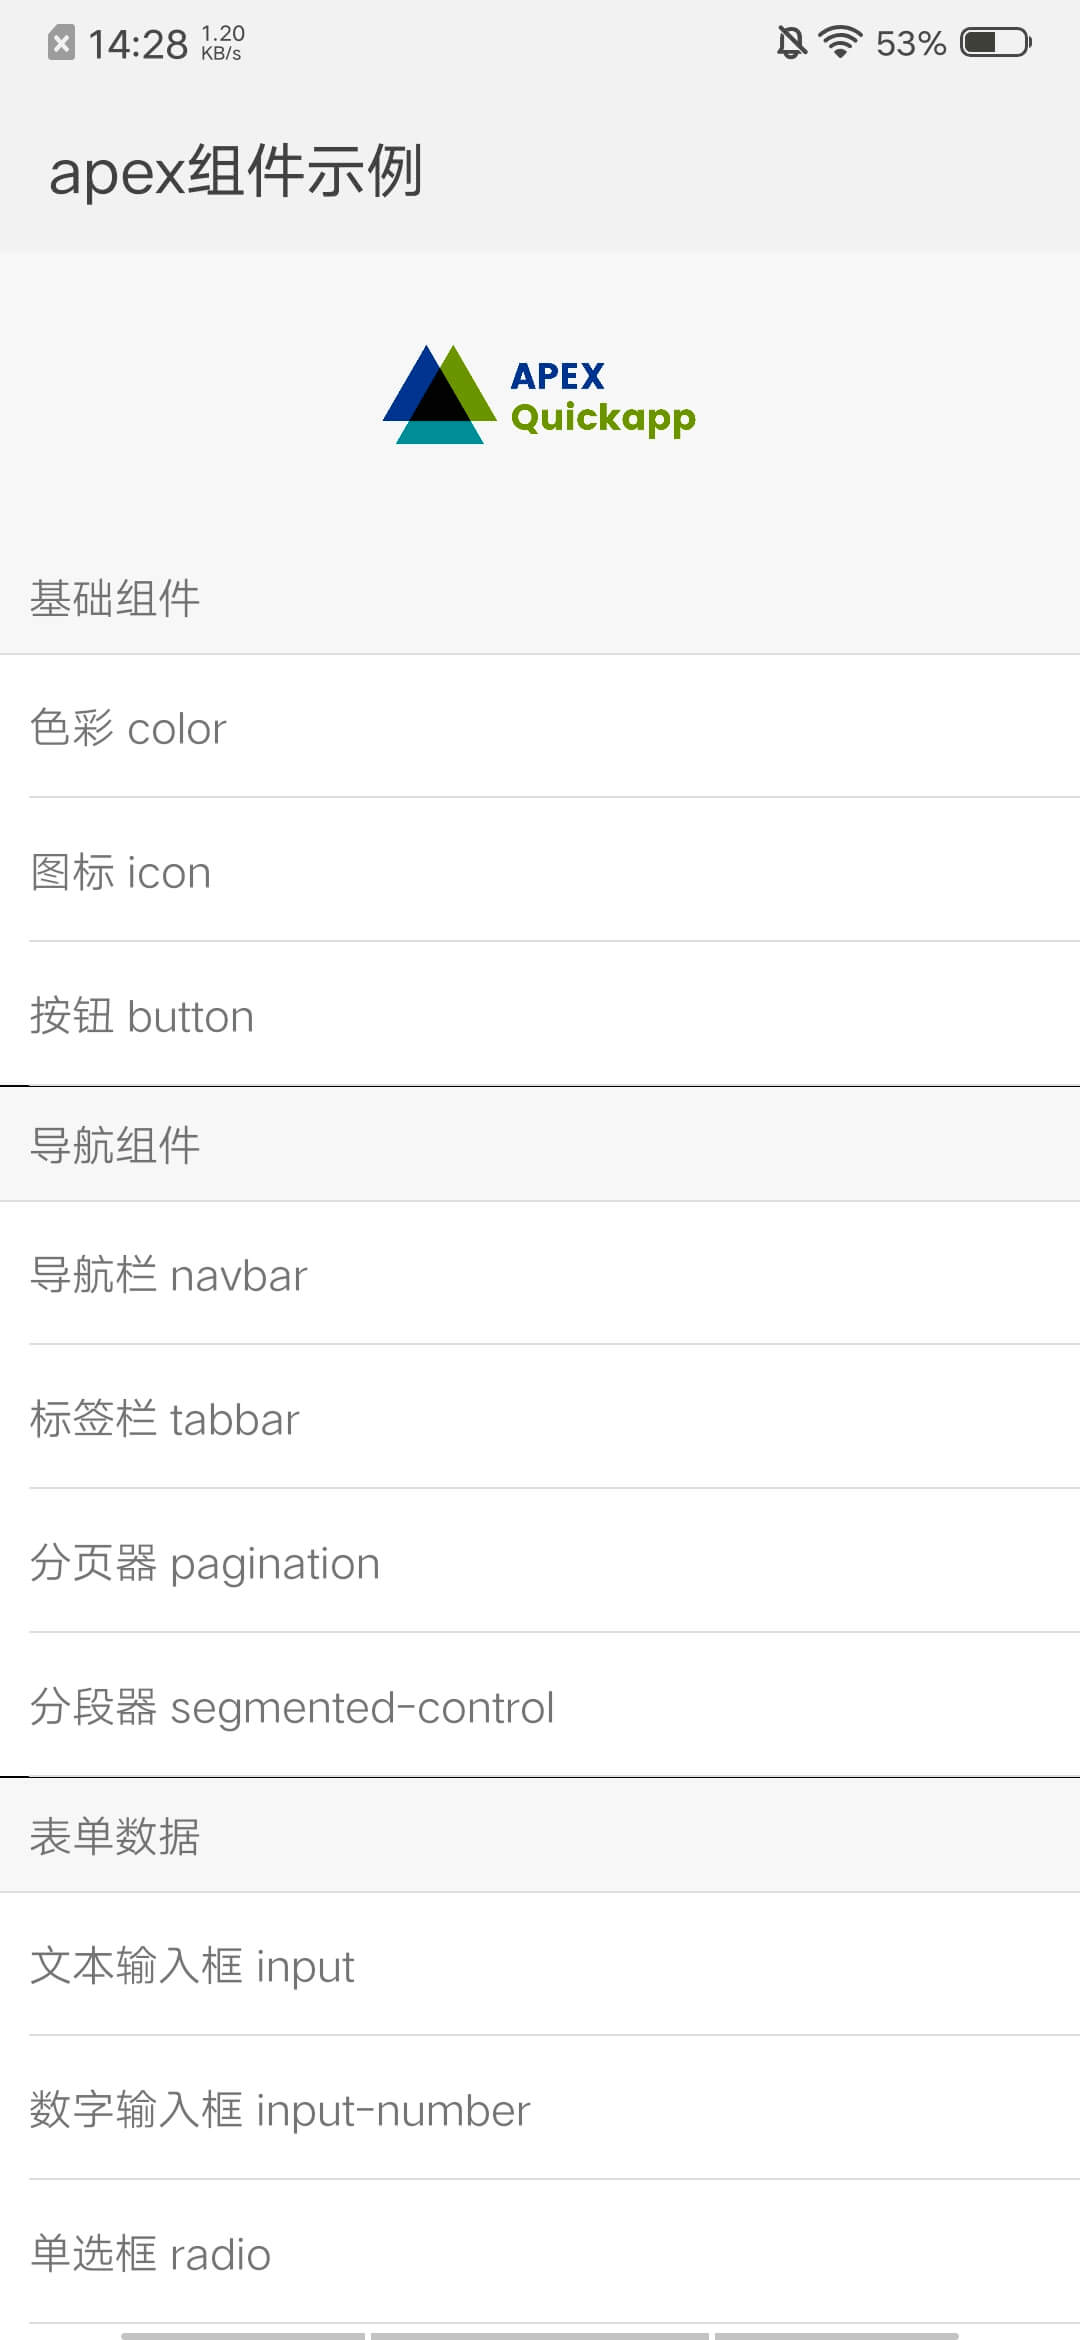 14:28 1.20 KB/s 53%
apex组件示例
APEX
Quickapp
基础组件
色彩 color
图标 icon
按钮 button
导航组件
导航栏 navbar
标签栏 tabbar
分页器 pagination
分段器 segmented-control
表单数据
文本输入框 input
数字输入框 input-number
单选框 radio